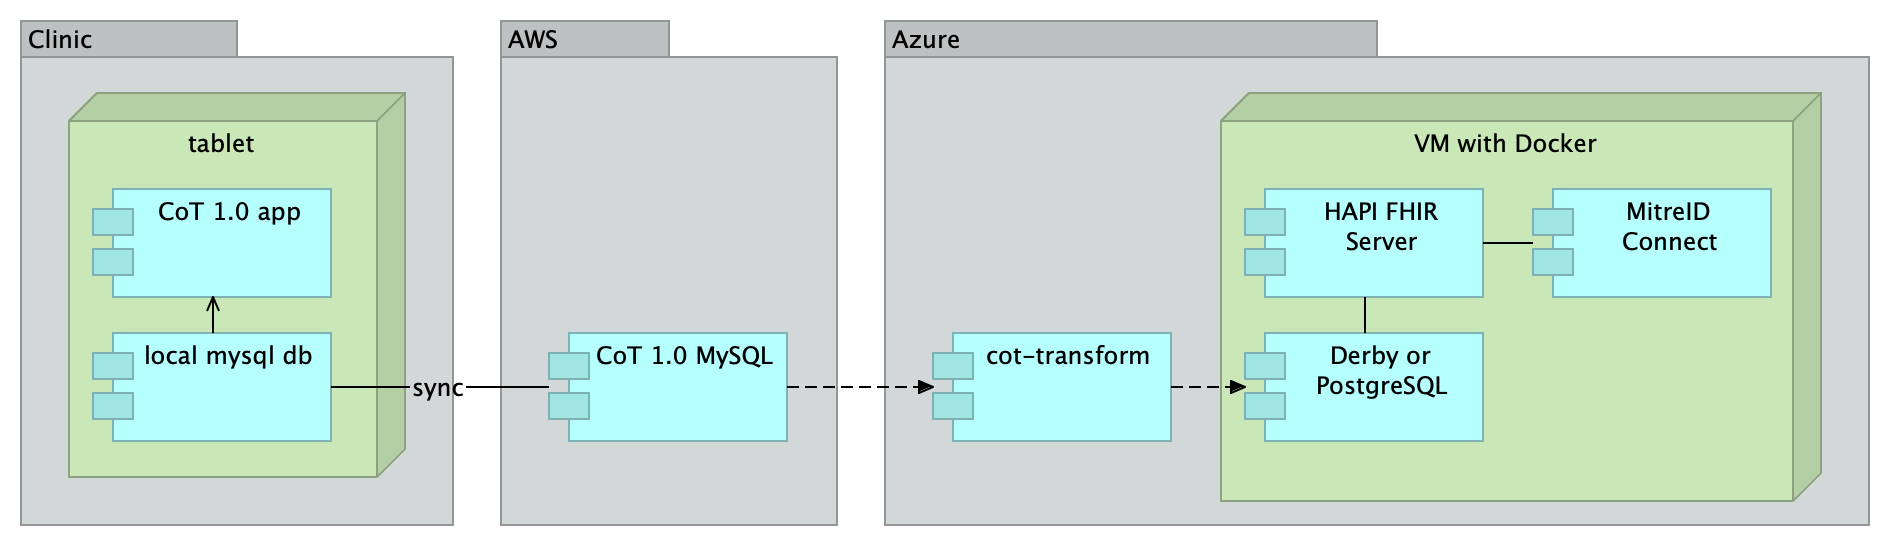 Clinic
AWS
Azure
tablet
VM with Docker
CoT 1.0 app
HAPI FHIR
Server
MitreID
Connect
local mysql db
sync
CoT 1.0 MySQL
cot-transform
Derby or
PostgreSQL